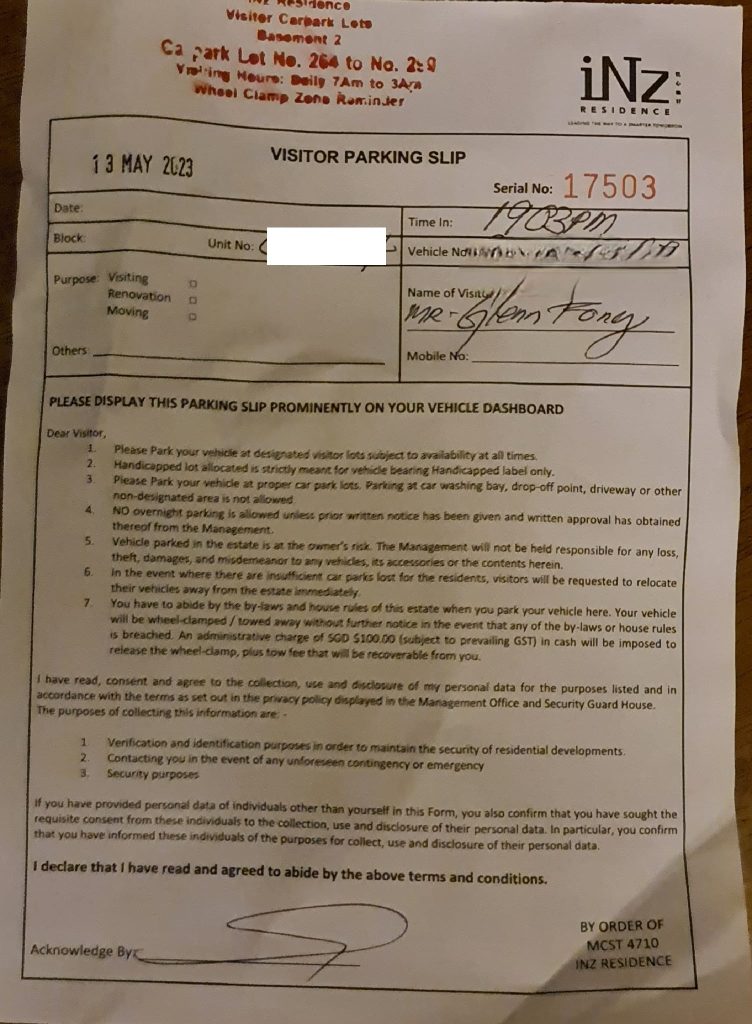 iNZ Residence
Visitor Carpark Lots
Basement 2
Ca park Lot No. 264 to No.
Visiting Hours: Daily 7Am to 3Am
Wheel Clamp Zone Reminder
iNz
RESIDENCE
LEADING THE WAY TO A SMARTER TOMORROW
13 MAY 2023
VISITOR PARKING SLIP
Serial No: 17503
Date:
Time In: 1903PM
Block:
Unit No:
Vehicle No:
Purpose: Visiting
Renovation
Moving
Name of Visitor
MR- Glenn
Others:
Mobile No:
PLEASE DISPLAY THIS PARKING SLIP PROMINENTLY ON YOUR VEHICLE DASHBOARD
Dear Visitor,
1. Please Park your vehicle at designated visitor lots subject to availability at all times.
2. Handicapped lot allocated is strictly meant for vehicle bearing Handicapped label only.
3. Please Park your vehicle at proper car park lots. Parking at car washing bay, drop-off point, driveway or other
non-designated area is not allowed
4. NO overnight parking is allowed unless prior written notice has been given and written approval has obtained
thereof from the Management.
5. Vehicle parked in the estate is at the owner's risk. The Management will not be held responsible for any loss,
theft, damages, and misdemeanor to any vehicles, its accessories or the contents herein.
6. In the event where there are insufficient car parks lost for the residents, visitors will be requested to relocate
their vehicles away from the estate immediately.
7. You have to abide by the by-laws and house rules of this estate when you park your vehicle here. Your vehicle
will be wheel-clamped / towed away without further notice in the event that any of the by-laws or house rules
is breached. An administrative charge of SGD $100.00 (subject to prevailing GST) in cash will be imposed to
release the wheel-clamp, plus tow fee that will be recoverable from you.
I have read, consent and agree to the collection, use and disclosure of my personal data for the purposes listed and in
accordance with the terms as set out in the privacy policy displayed in the Management Office and Security Guard House.
The purposes of collecting this information are: -
1. Verification and identification purposes in order to maintain the security of residential developments.
2. Contacting you in the event of any unforeseen contingency or emergency
3. Security purposes
If you have provided personal data of individuals other than yourself in this Form, you also confirm that you have sought the
requisite consent from these individuals to the collection, use and disclosure of their personal data. In particular, you confirm
that you have informed these individuals of the purposes for collect, use and disclosure of their personal data.
I declare that I have read and agreed to abide by the above terms and conditions.
Acknowledge By:
BY ORDER OF
MCST 4710
INZ RESIDENCE